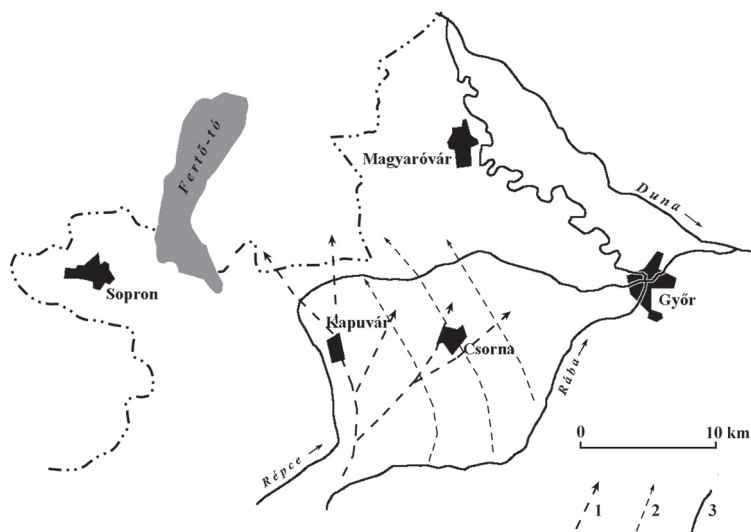 Fertő-tó
Magyaróvár
Duna →
Sopron
Győr
Kapuvár
Csorna
Rába →
Répce →
0 10 km
1 2 3